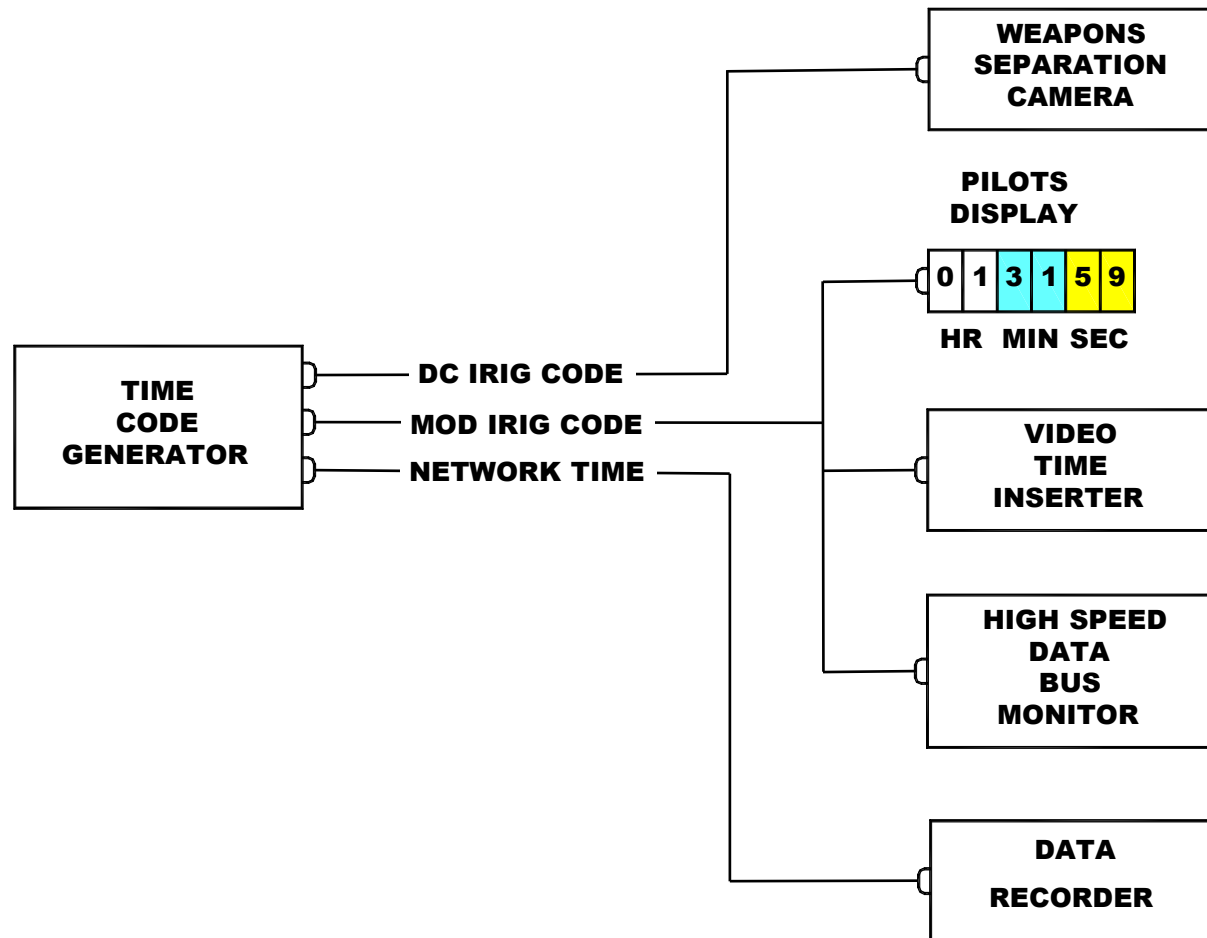 WEAPONS
SEPARATION
CAMERA
PILOTS
DISPLAY
0 1 3 1 5 9
HR MIN SEC
TIME
CODE
GENERATOR
DC IRIG CODE
MOD IRIG CODE
NETWORK TIME
VIDEO
TIME
INSERTER
HIGH SPEED
DATA
BUS
MONITOR
DATA
RECORDER